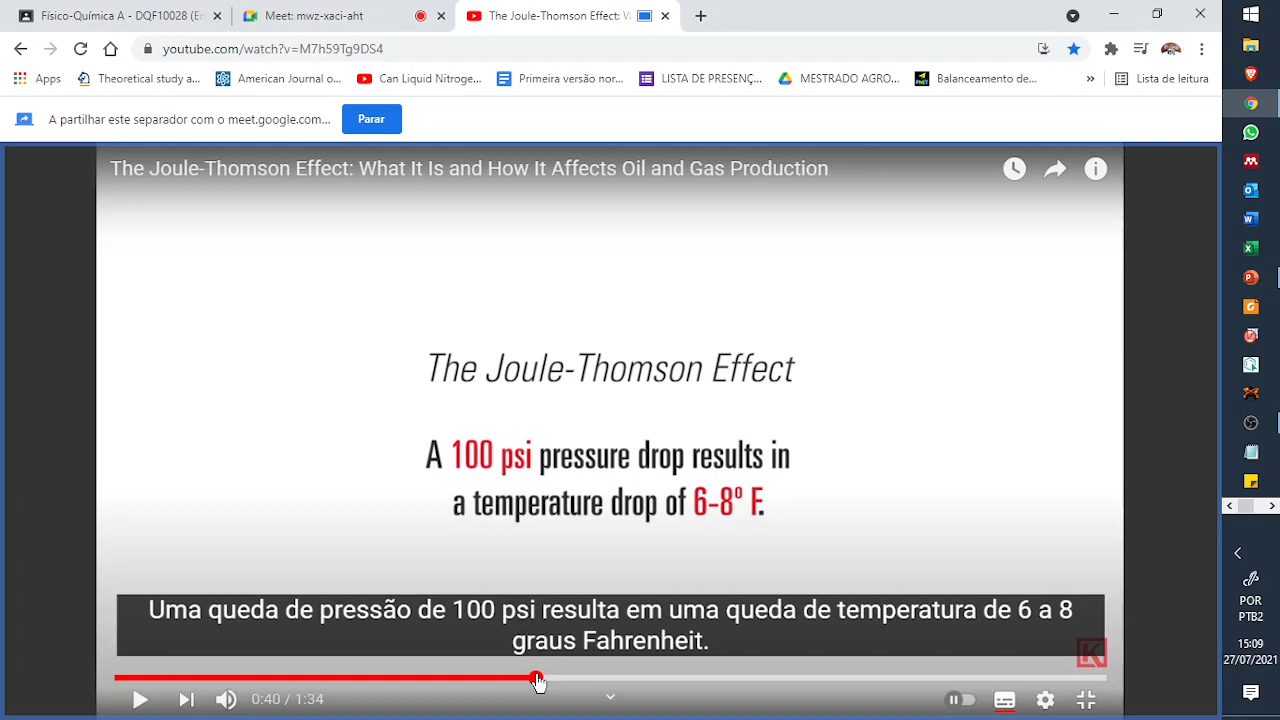 Físico-Química - DQF10028 (En
Meet: mwz-xaci-aht
The Joule-Thomson Effect: W
youtube.com/watch?v=M7h59Tg9DS4
Apps
Theoretical study a...
American Journal o...
Can Liquid Nitroge...
Primeira versão nor...
LISTA DE PRESENÇ...
MESTRADO AGRO...
Balanceamento de...
»
Lista de leitura
A partilhar este separador com o meet.google.com...
Parar
The Joule-Thomson Effect: What It Is and How It Affects Oil and Gas Production
The Joule-Thomson Effect
A 100 psi pressure drop results in
a temperature drop of 6-8º F.
Uma queda de pressão de 100 psi resulta em uma queda de temperatura de 6 a 8
graus Fahrenheit.
K
0:40 / 1:34
POR
PTB2
15:09
27/07/2021